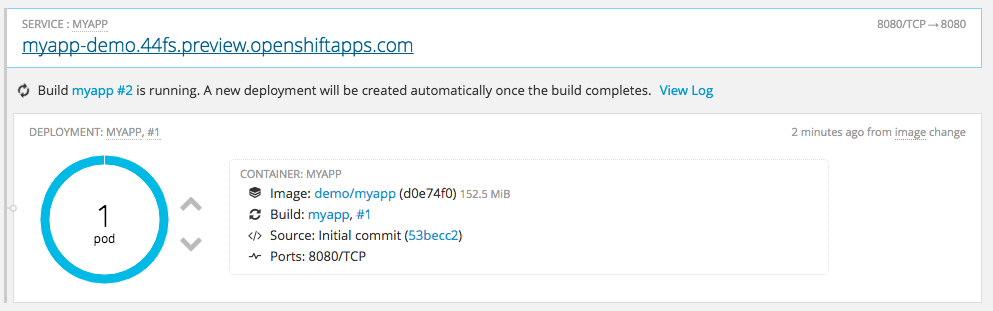 SERVICE : MYAPP 8080/TCP → 8080
myapp-demo.44fs.preview.openshiftapps.com
Build myapp #2 is running. A new deployment will be created automatically once the build completes. View Log
DEPLOYMENT: MYAPP, #1 2 minutes ago from image change
1
pod
CONTAINER: MYAPP
Image: demo/myapp (d0e74f0) 152.5 MiB
Build: myapp, #1
</> Source: Initial commit (53becc2)
Ports: 8080/TCP